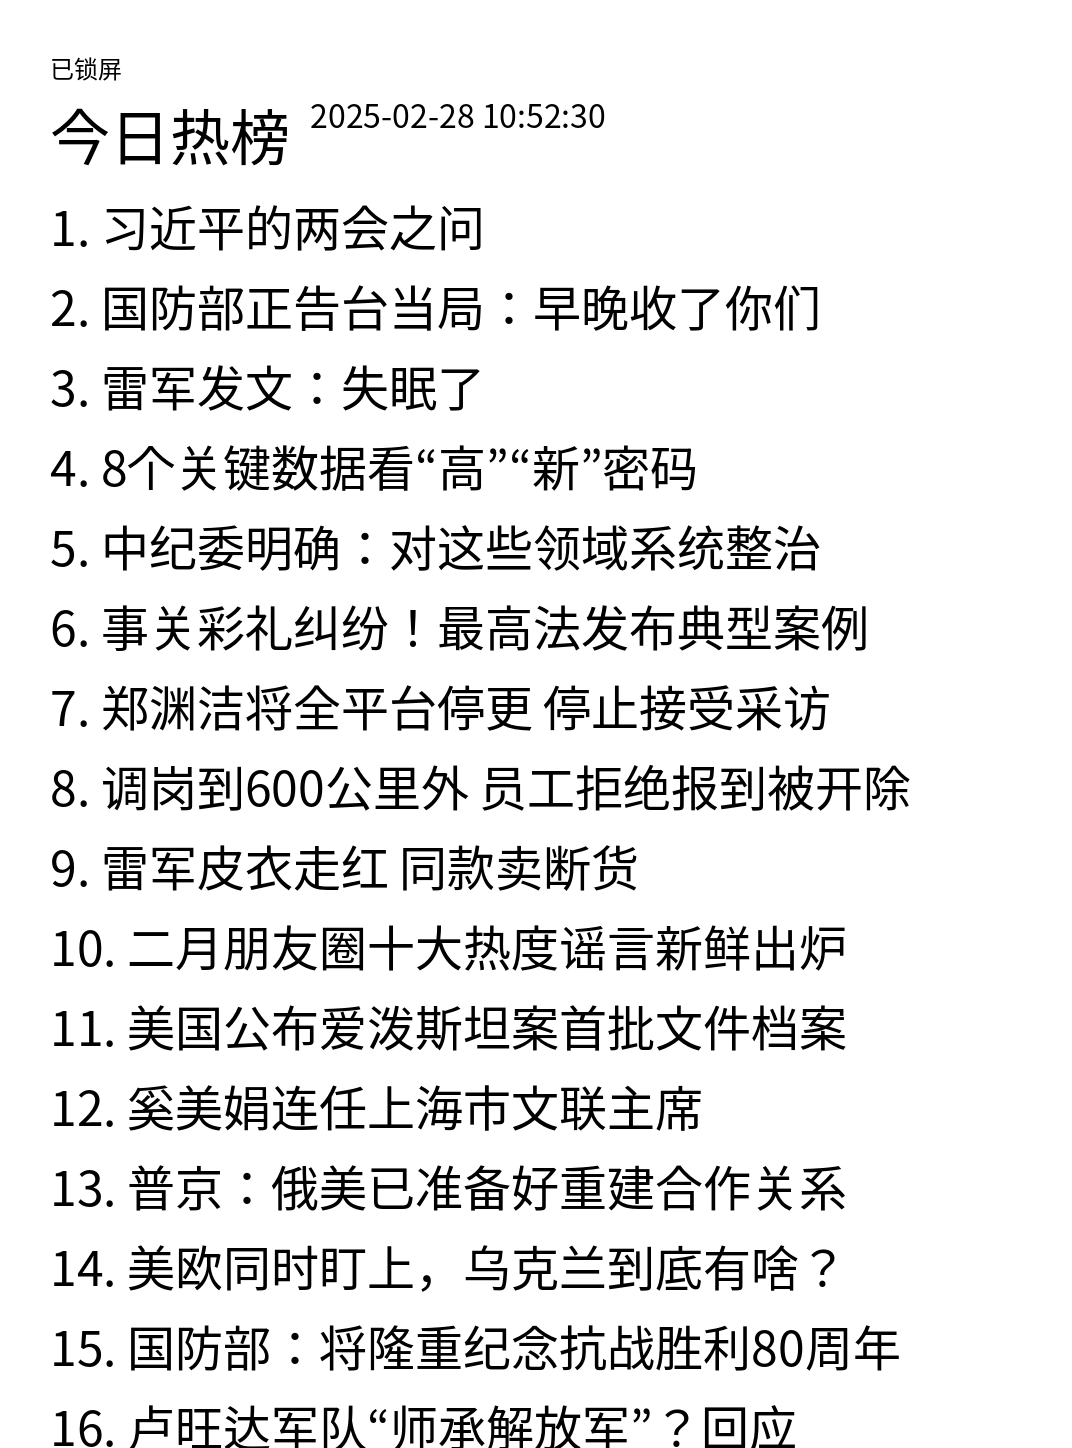 已锁屏
今日热榜 2025-02-28 10:52:30
1. 习近平的两会之问
2. 国防部正告台当局：早晚收了你们
3. 雷军发文：失眠了
4. 8个关键数据看“高”“新”密码
5. 中纪委明确：对这些领域系统整治
6. 事关彩礼纠纷！最高法发布典型案例
7. 郑渊洁将全平台停更 停止接受采访
8. 调岗到600公里外 员工拒绝报到被开除
9. 雷军皮衣走红 同款卖断货
10. 二月朋友圈十大热度谣言新鲜出炉
11. 美国公布爱泼斯坦案首批文件档案
12. 奚美娟连任上海市文联主席
13. 普京：俄美已准备好重建合作关系
14. 美欧同时盯上，乌克兰到底有啥？
15. 国防部：将隆重纪念抗战胜利80周年
16. 卢旺达军队“师承解放军”？回应